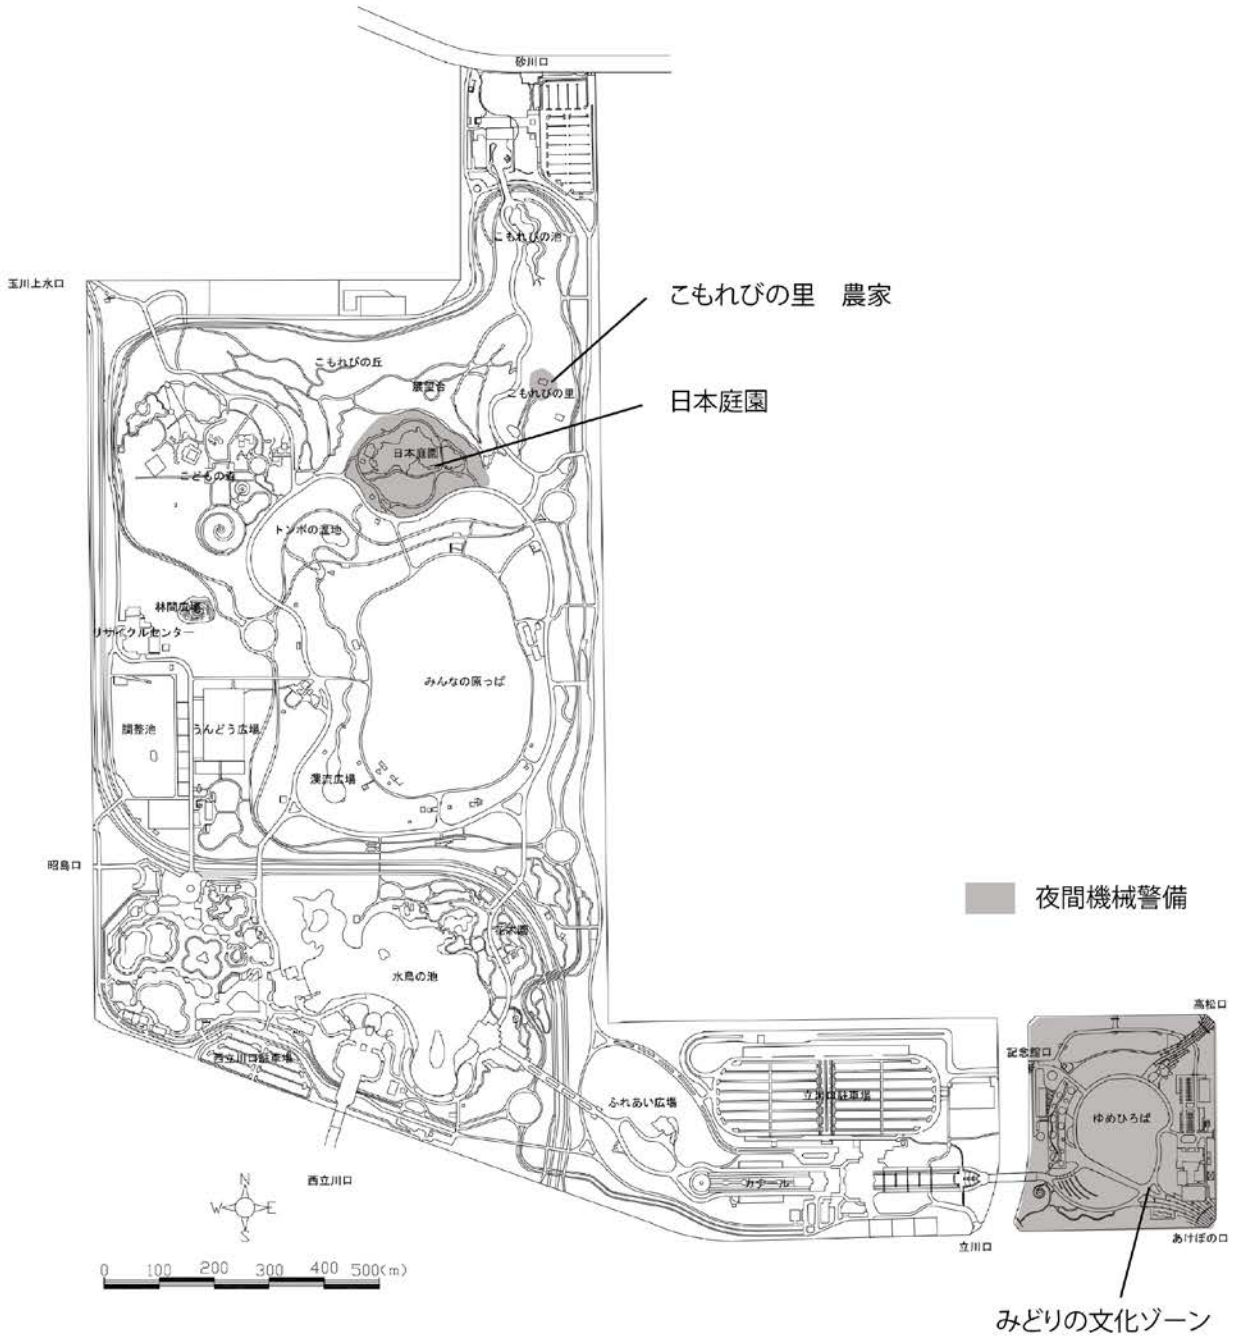 砂川口
こもれびの池
玉川上水口
こもれびの里 農家
こもれびの丘
展望台
こもれびの里
日本庭園
日本庭園
こどもの森
トンボの湿地
林間広場
リサイクルセンター
みんなの原っぱ
調整池
うんどう広場
渓流広場
昭島口
夜間機械警備
花木園
水鳥の池
高松口
西立川口駐車場
記念館口
立川口駐車場
ふれあい広場
ゆめひろば
西立川口
カナール
N
W
E
S
立川口
あけぼの口
0 100 200 300 400 500(m)
みどりの文化ゾーン